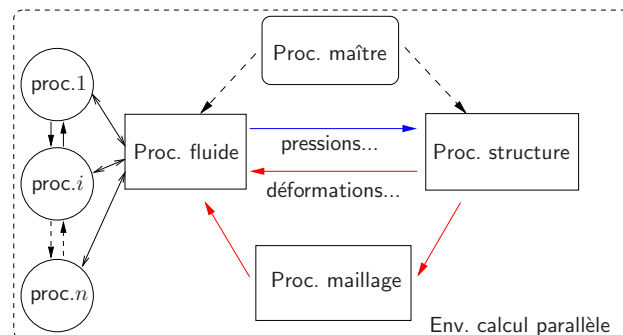 Proc. maître
proc.1
Proc. fluide
pressions...
Proc. structure
proc.i
déformations...
Proc. maillage
proc.n
Env. calcul parallèle